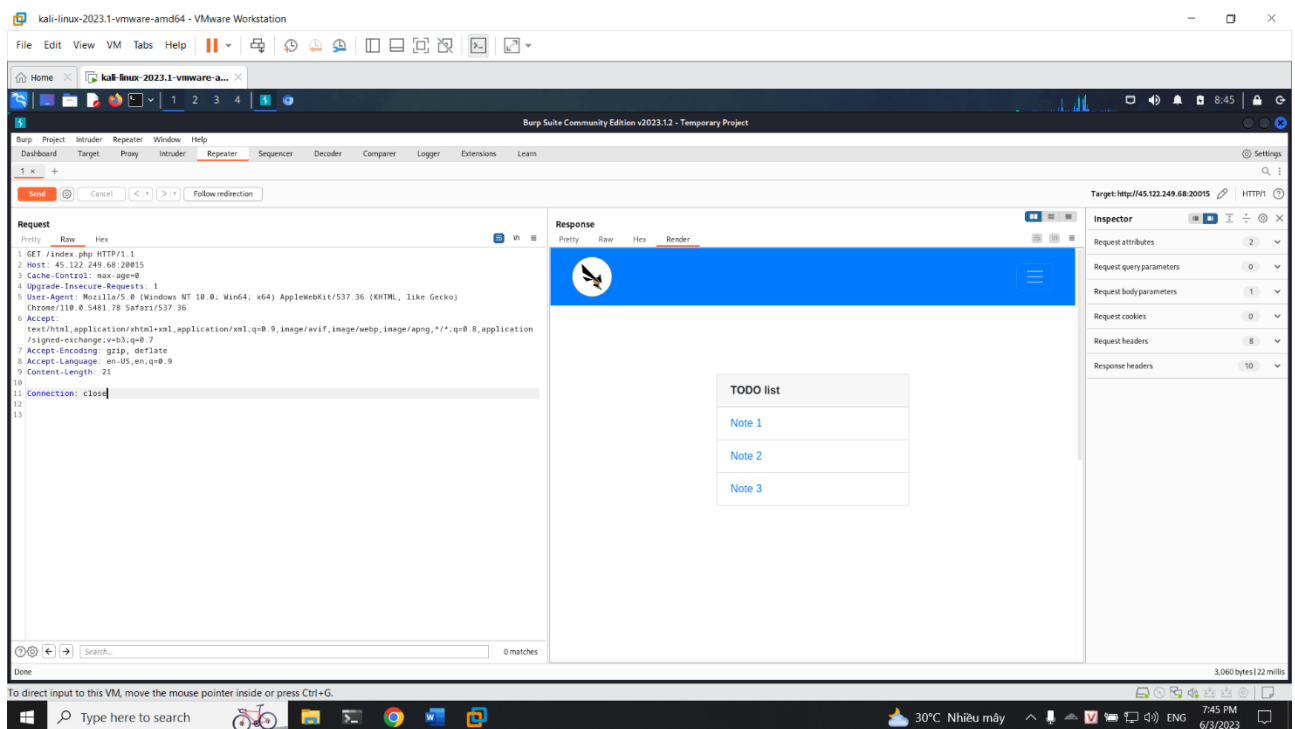 kali-linux-2023.1-vmware-amd64 - VMware Workstation
File Edit View VM Tabs Help
Home kali-linux-2023.1-vmware-a...
1 2 3 4 8:45
Burp Suite Community Edition v2023.1.2 - Temporary Project
Burp Project Intruder Repeater Window Help
Dashboard Target Proxy Intruder Repeater Sequencer Decoder Comparer Logger Extensions Learn Settings
1 × +
Send Cancel < > Follow redirection Target: http://45.122.249.68:20015 HTTP/1
Request
Pretty Raw Hex
1 GET /index.php HTTP/1.1
2 Host: 45.122.249.68:20015
3 Cache-Control: max-age=0
4 Upgrade-Insecure-Requests: 1
5 User-Agent: Mozilla/5.0 (Windows NT 10.0; Win64; x64) AppleWebKit/537.36 (KHTML, like Gecko)
Chrome/110.0.5481.78 Safari/537.36
6 Accept:
text/html,application/xhtml+xml,application/xml;q=0.9,image/avif,image/webp,image/apng,*/*;q=0.8,application
/signed-exchange;v=b3;q=0.7
7 Accept-Encoding: gzip, deflate
8 Accept-Language: en-US,en;q=0.9
9 Content-Length: 21
10
11 Connection: close
12
13
Search... 0 matches
Response
Pretty Raw Hex Render
TODO list
Note 1
Note 2
Note 3
Inspector
Request attributes 2
Request query parameters 0
Request body parameters 1
Request cookies 0
Request headers 8
Response headers 10
Done 3,060 bytes | 22 millis
To direct input to this VM, move the mouse pointer inside or press Ctrl+G.
Type here to search 30°C Nhiều mây ENG 7:45 PM
6/3/2023